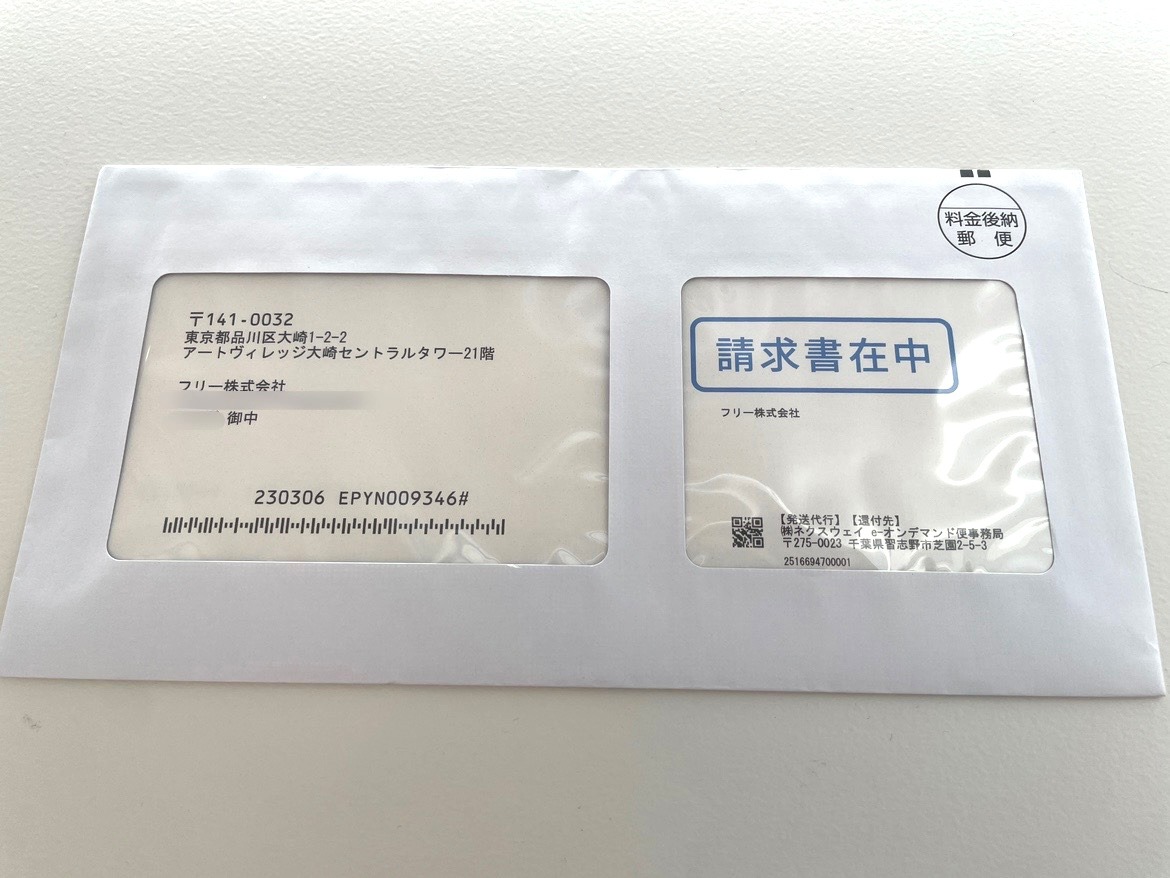 料金後納
郵便
〒141-0032
東京都品川区大崎1-2-2
アートヴィレッジ大崎セントラルタワー21階
フリー株式会社
御中
230306 EPYN009346#
請求書在中
フリー株式会社
【発送代行】【還付先】
㈱ネクスウェイ e-オンデマンド便事務局
〒275-0023 千葉県習志野市芝園2-5-3
2516694700001